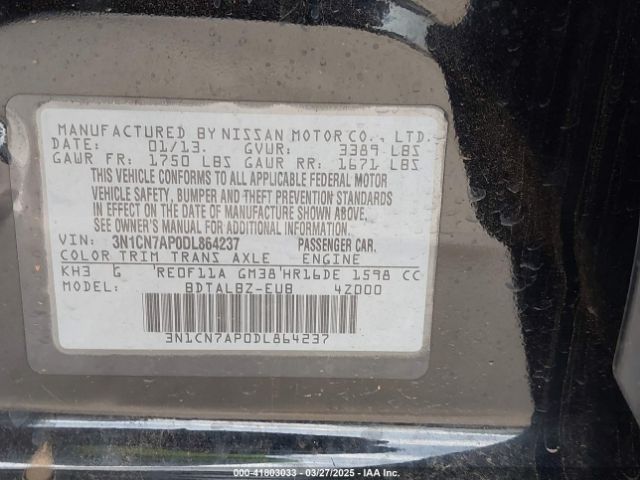 MANUFACTURED BY NISSAN MOTOR CO., LTD.
DATE: 01/13. GVWR: 3389 LBS
GAWR FR: 1750 LBS GAWR RR: 1671 LBS
THIS VEHICLE CONFORMS TO ALL APPLICABLE FEDERAL MOTOR
VEHICLE SAFETY, BUMPER AND THEFT PREVENTION STANDARDS
IN EFFECT ON THE DATE OF MANUFACTURE SHOWN ABOVE.
SEE OWNER'S MANUAL FOR ADDITIONAL INFORMATION.
VIN: 3N1CN7AP0DL864237 PASSENGER CAR.
COLOR TRIM TRANS AXLE ENGINE
KH3 G 'RE0F11A GM38'HR16DE 1598 CC
MODEL: BDTALBZ-EUB 42000
3N1CN7AP0DL864237
000-41803033 — 03/27/2025 - IAA Inc.